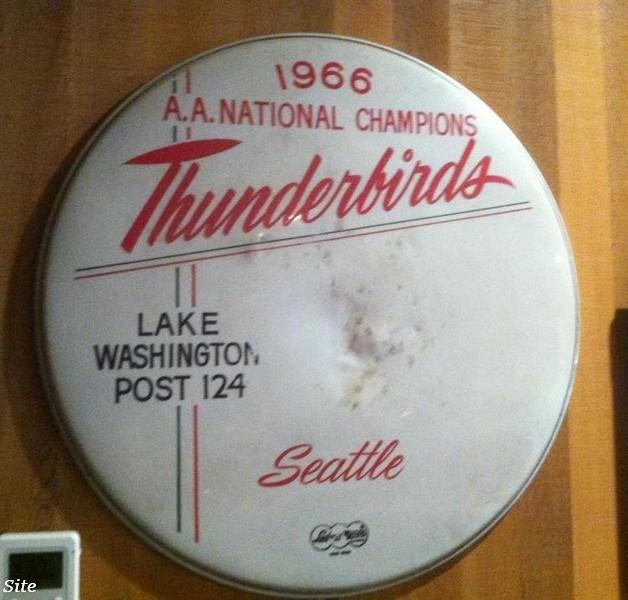 1966
A.A. NATIONAL CHAMPIONS
Thunderbirds
LAKE
WASHINGTON
POST 124
Seattle
Site